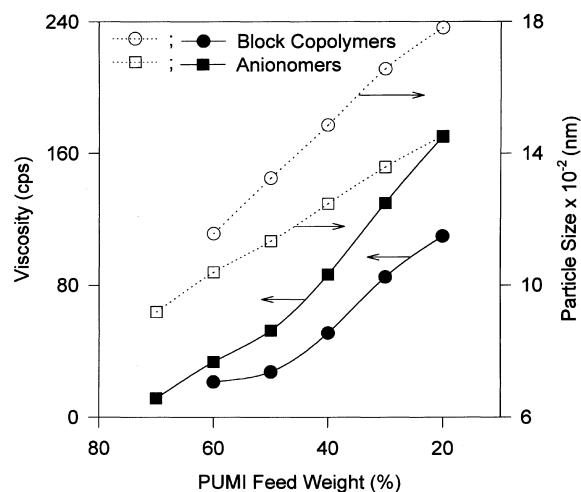 240
160
80
0
Viscosity (cps)
; Block Copolymers
; Anionomers
18
14
10
6
Particle Size x 10⁻² (nm)
80 60 40 20
PUMI Feed Weight (%)